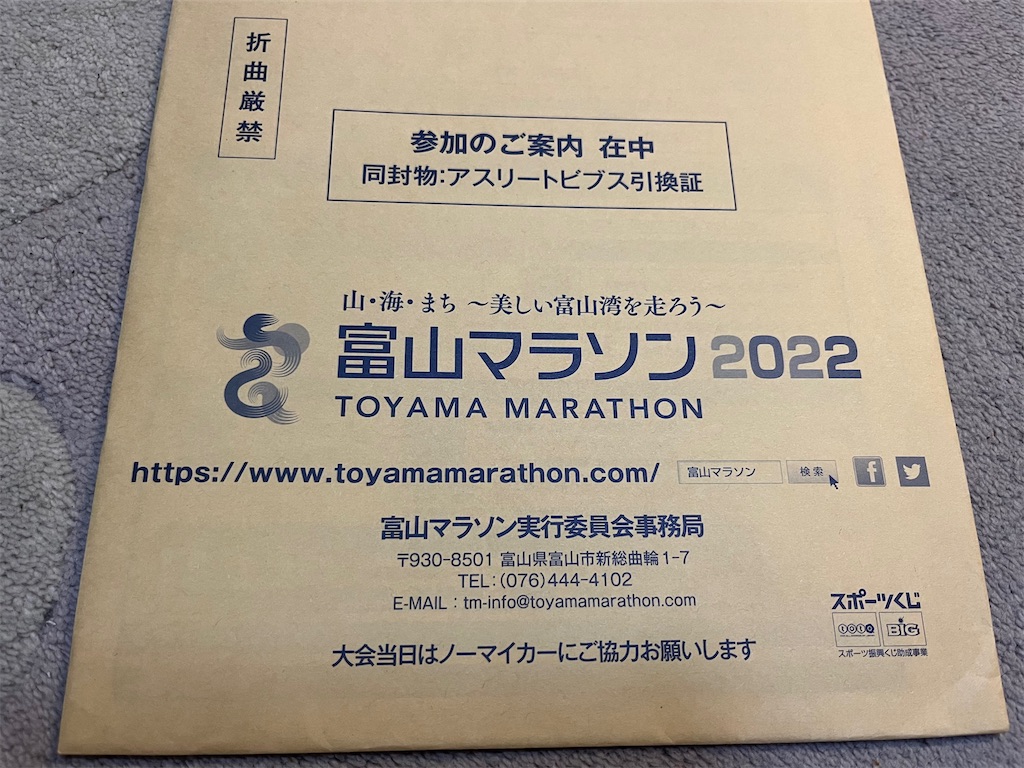 折曲厳禁
参加のご案内 在中
同封物:アスリートビブス引換証
山・海・まち ～美しい富山湾を走ろう～
富山マラソン2022
TOYAMA MARATHON
https://www.toyamamarathon.com/ 富山マラソン 検索
富山マラソン実行委員会事務局
〒930-8501 富山県富山市新総曲輪1-7
TEL:(076)444-4102
E-MAIL : tm-info@toyamamarathon.com
大会当日はノーマイカーにご協力お願いします
スポーツくじ
toto BIG
スポーツ振興くじ助成事業